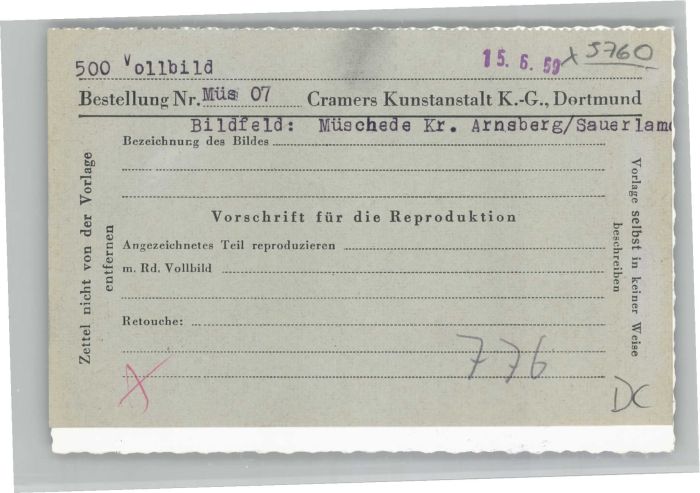 500 Vollbild
15. 6. 59
x 5760
Bestellung Nr. Müs 07 Cramers Kunstanstalt K.-G., Dortmund
Bildfeld: Müschede Kr. Arnsberg/Sauerland
Bezeichnung des Bildes
Vorschrift für die Reproduktion
Angezeichnetes Teil reproduzieren
m. Rd. Vollbild
Retouche:
776
DC
Zettel nicht von der Vorlage
entfernen
Vorlage selbst in keiner Weise
beschreiben